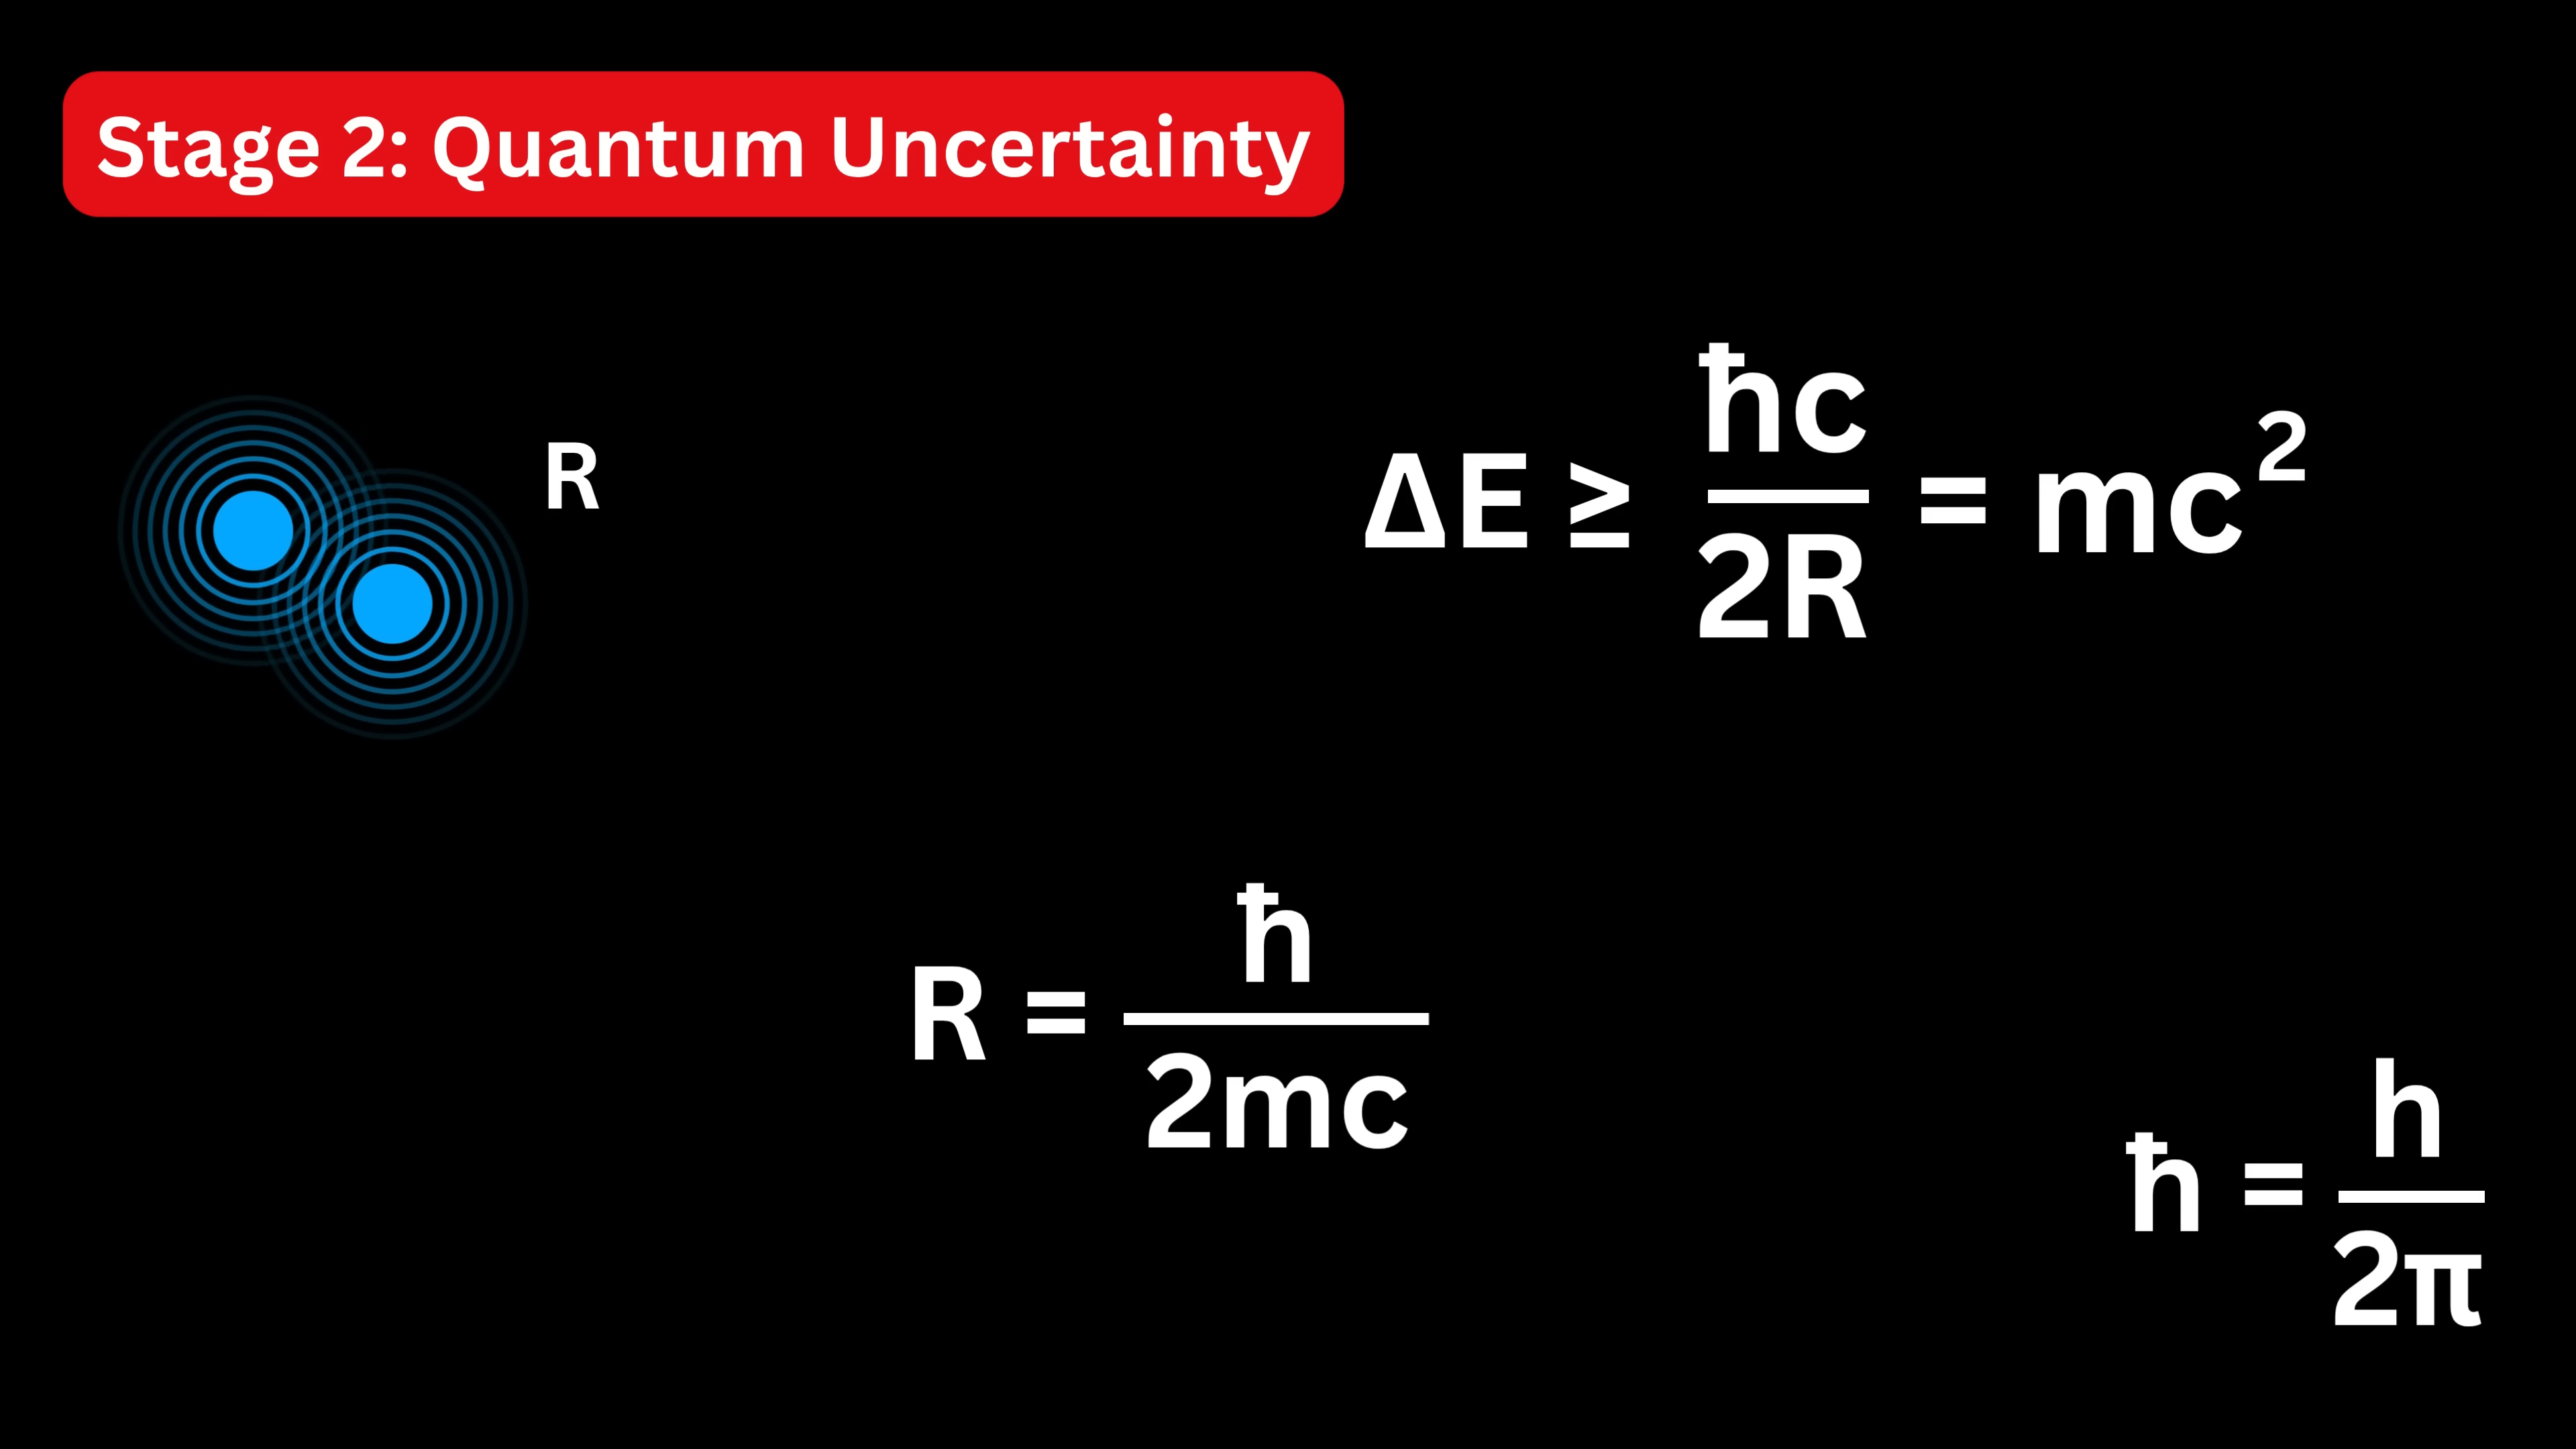 Stage 2: Quantum Uncertainty
R
ΔE ≥ ħc/2R = mc²
R = ħ/2mc
ħ = h/2π